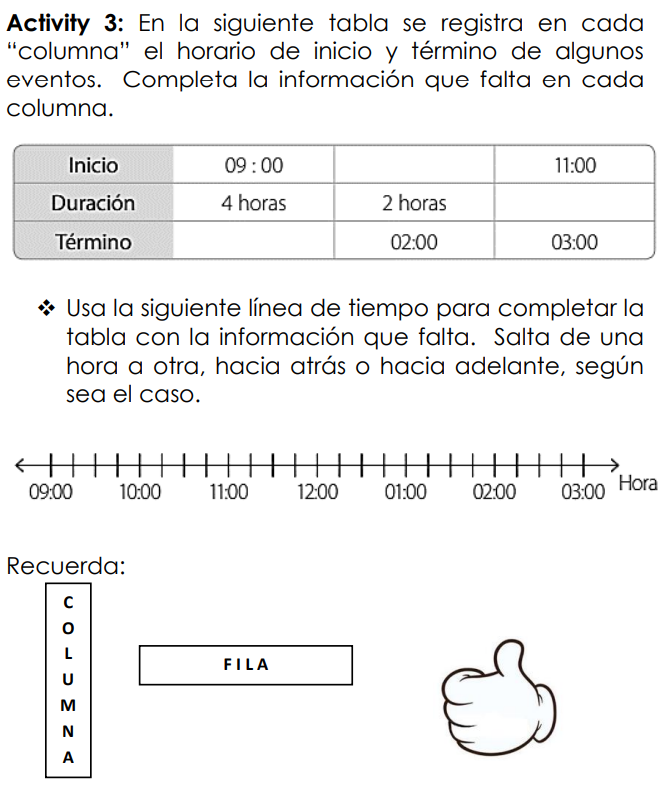 Activity 3: En la siguiente tabla se registra en cada
“columna” el horario de inicio y término de algunos
eventos. Completa la información que falta en cada
columna.
Inicio 09 : 00 11:00
Duración 4 horas 2 horas
Término 02:00 03:00
❖ Usa la siguiente línea de tiempo para completar la
tabla con la información que falta. Salta de una
hora a otra, hacia atrás o hacia adelante, según
sea el caso.
09:00 10:00 11:00 12:00 01:00 02:00 03:00 Hora
Recuerda:
C
O
L
U
M
N
A
FILA